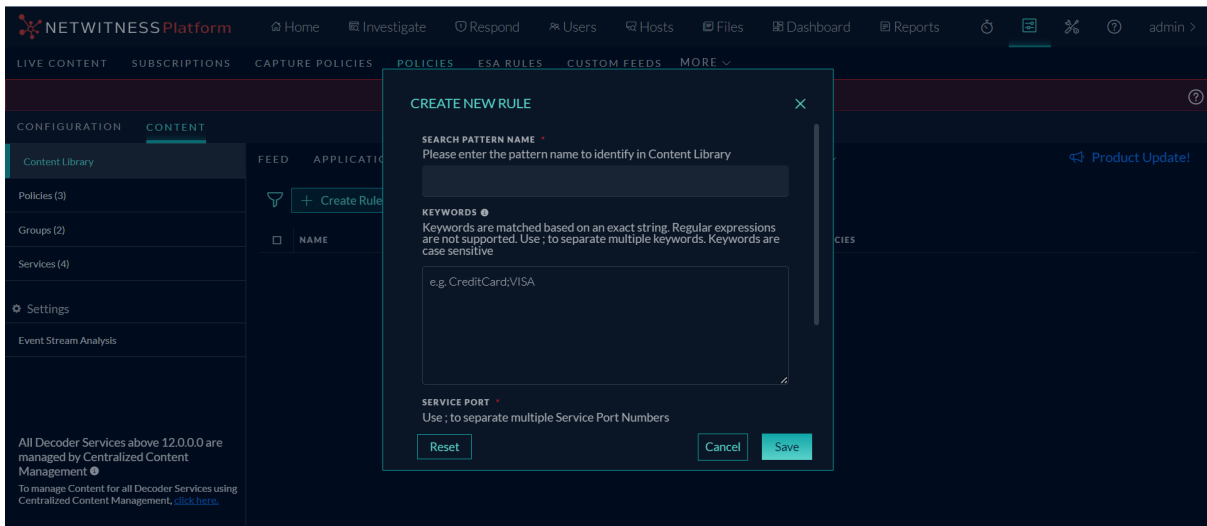 NETWITNESS Platform Home Investigate Respond Users Hosts Files Dashboard Reports admin >
LIVE CONTENT SUBSCRIPTIONS CAPTURE POLICIES POLICIES ESA RULES CUSTOM FEEDS MORE
CONFIGURATION CONTENT
Content Library
Policies (3)
Groups (2)
Services (4)
Settings
Event Stream Analysis
All Decoder Services above 12.0.0.0 are
managed by Centralized Content
Management
To manage Content for all Decoder Services using
Centralized Content Management, click here.
FEED
Product Update!
+ Create Rule
NAME
CREATE NEW RULE
SEARCH PATTERN NAME *
Please enter the pattern name to identify in Content Library
KEYWORDS
Keywords are matched based on an exact string. Regular expressions
are not supported. Use ; to separate multiple keywords. Keywords are
case sensitive
e.g. CreditCard;VISA
SERVICE PORT *
Use ; to separate multiple Service Port Numbers
Reset Cancel Save